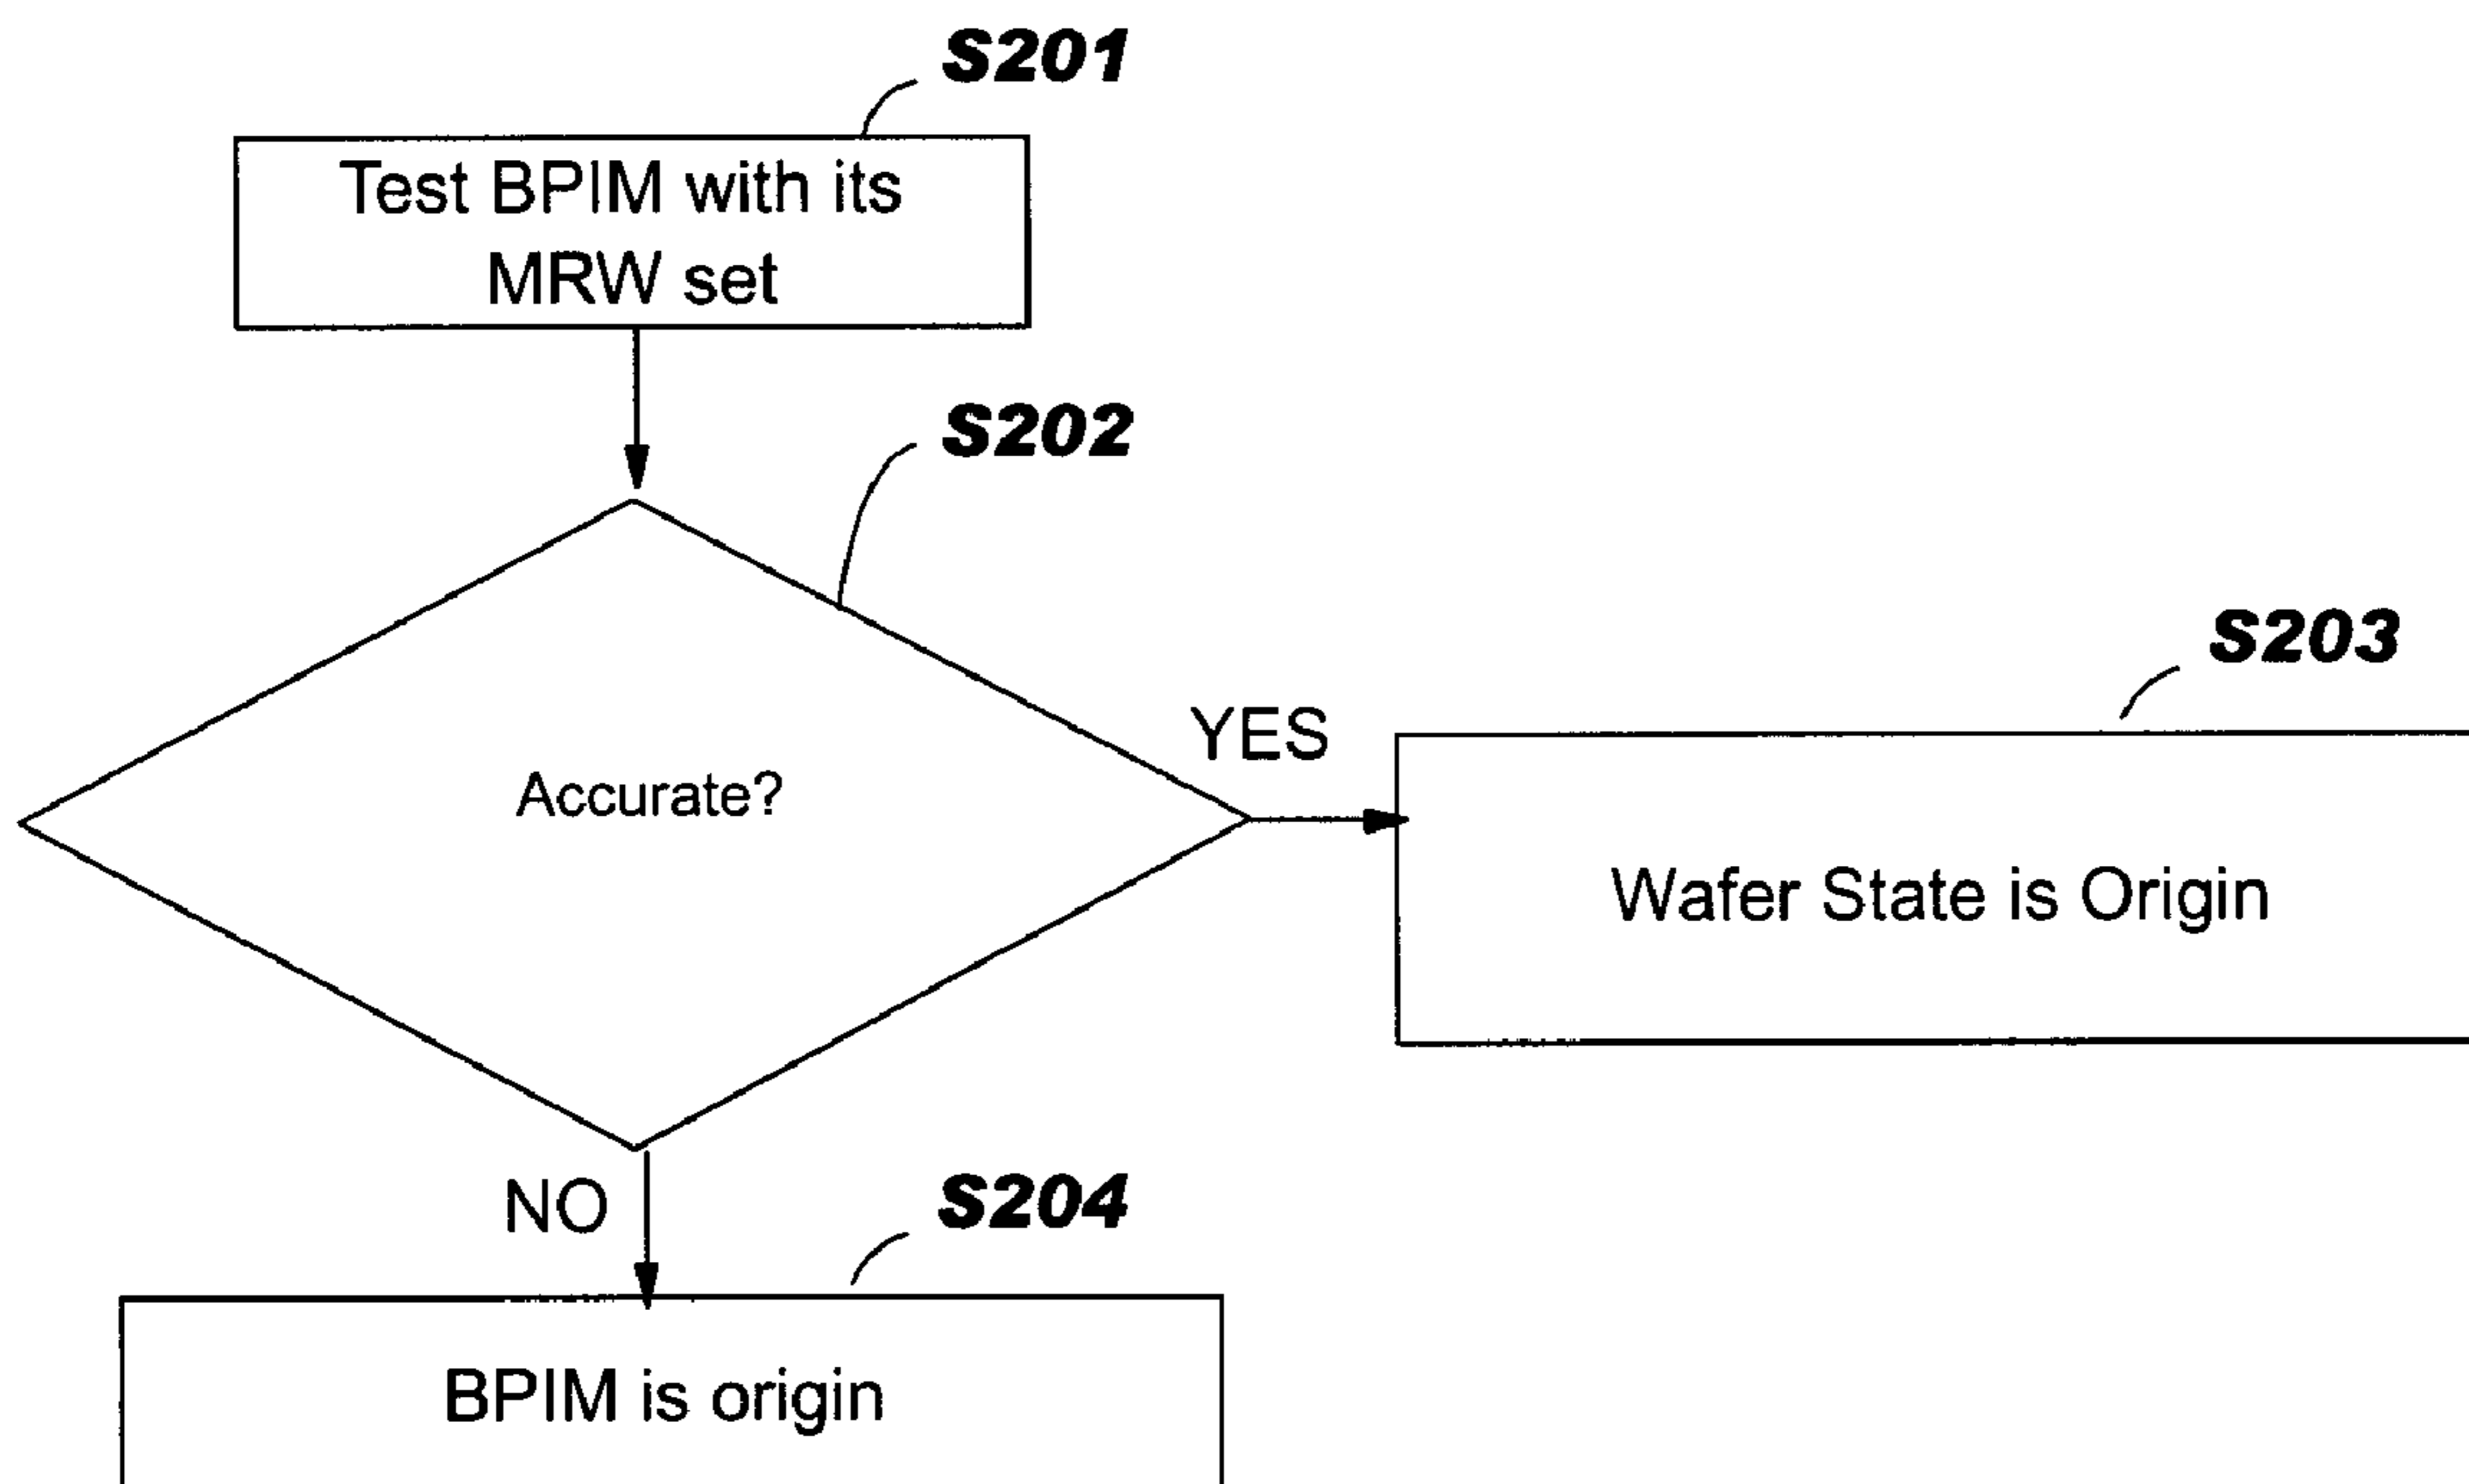 S201
Test BPIM with its
MRW set
S202
Accurate?
YES
S203
Wafer State is Origin
NO
S204
BPIM is origin